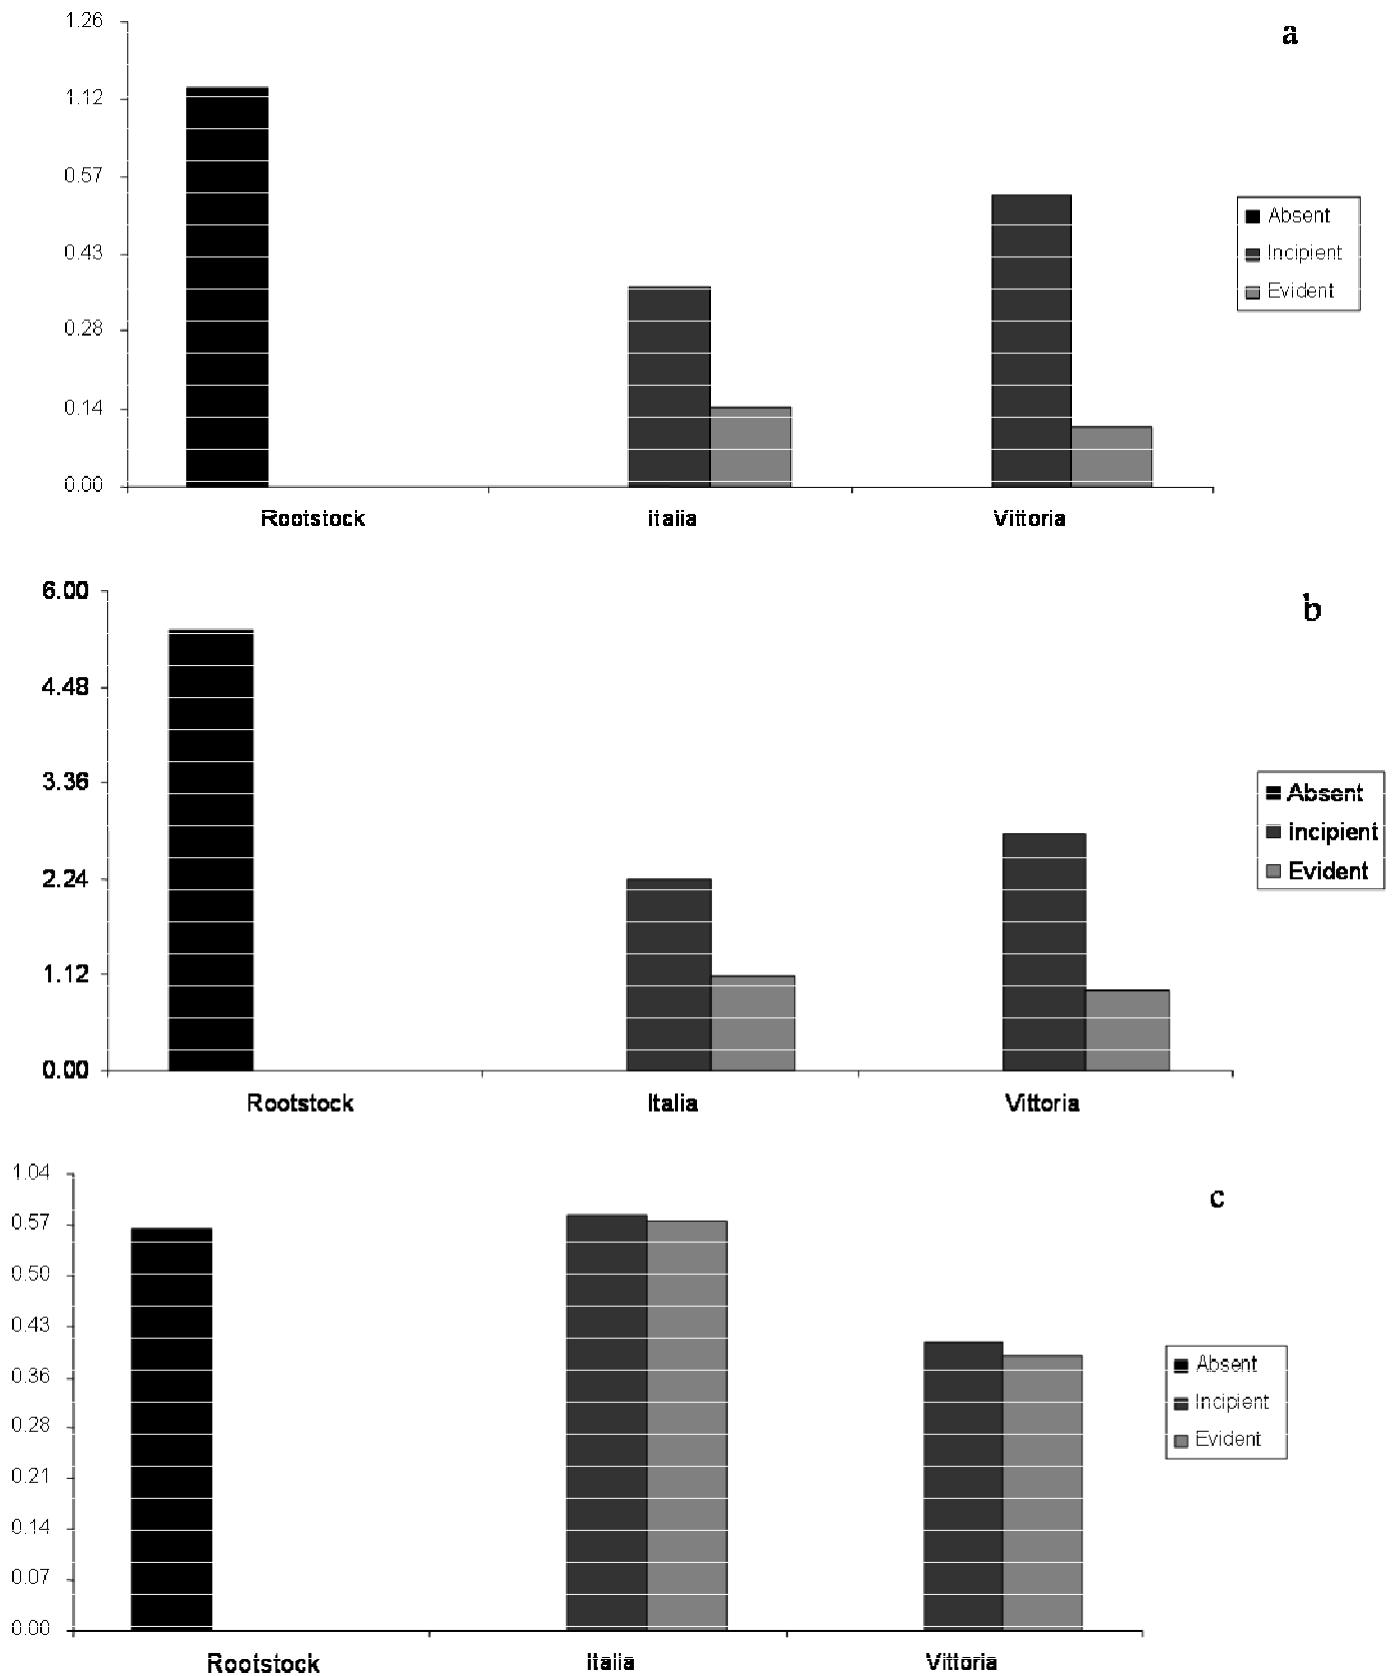 1.26
a
1.12
0.57
0.43
0.28
0.14
0.00
Absent
Incipient
Evident
Rootstock
Italia
Vittoria
6.00
b
4.48
3.36
2.24
1.12
0.00
Absent
Incipient
Evident
Rootstock
Italia
Vittoria
1.04
c
0.57
0.50
0.43
0.36
0.28
0.21
0.14
0.07
0.00
Absent
Incipient
Evident
Rootstock
Italia
Vittoria